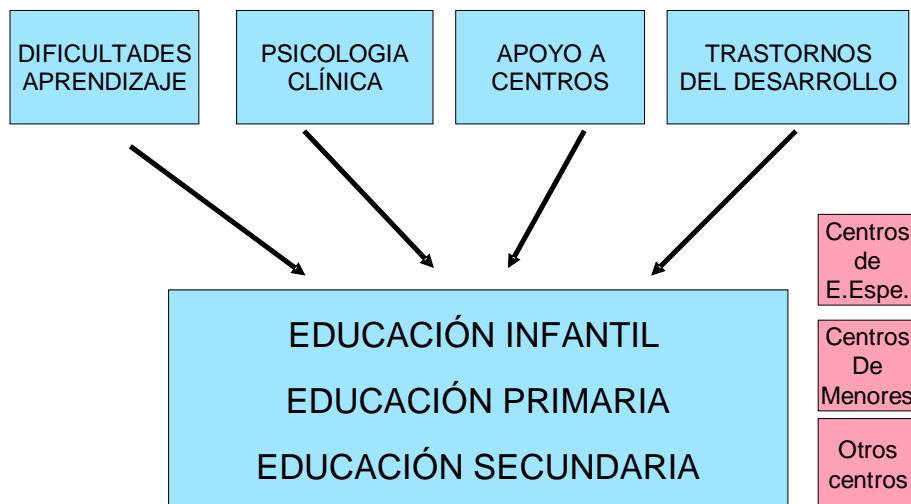 DIFICULTADES
APRENDIZAJE
PSICOLOGIA
CLÍNICA
APOYO A
CENTROS
TRASTORNOS
DEL DESARROLLO
EDUCACIÓN INFANTIL
EDUCACIÓN PRIMARIA
EDUCACIÓN SECUNDARIA
Centros
de
E.Espe.
Centros
De
Menores
Otros
centros